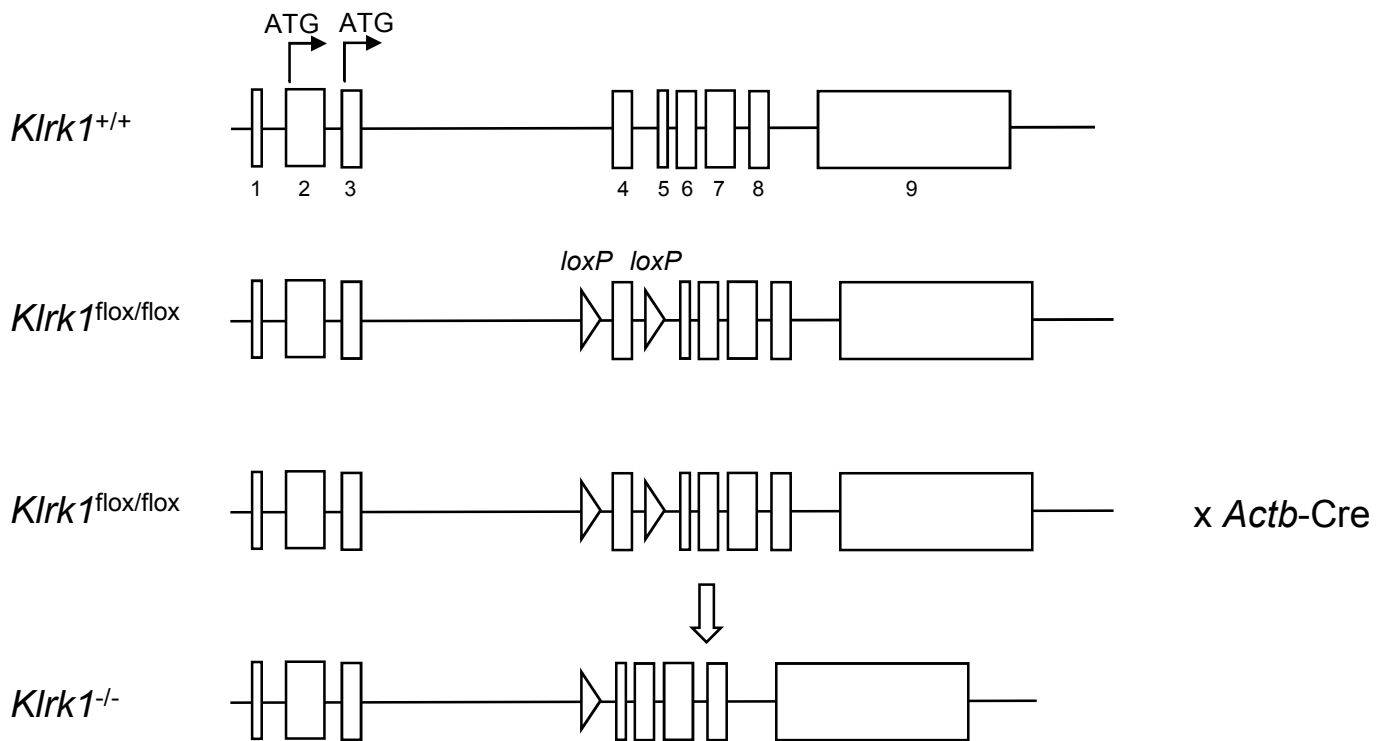 ATG ATG
Klrk1+/+
1 2 3 4 5 6 7 8 9
loxP loxP
Klrk1flox/flox
Klrk1flox/flox x Actb-Cre
Klrk1-/-